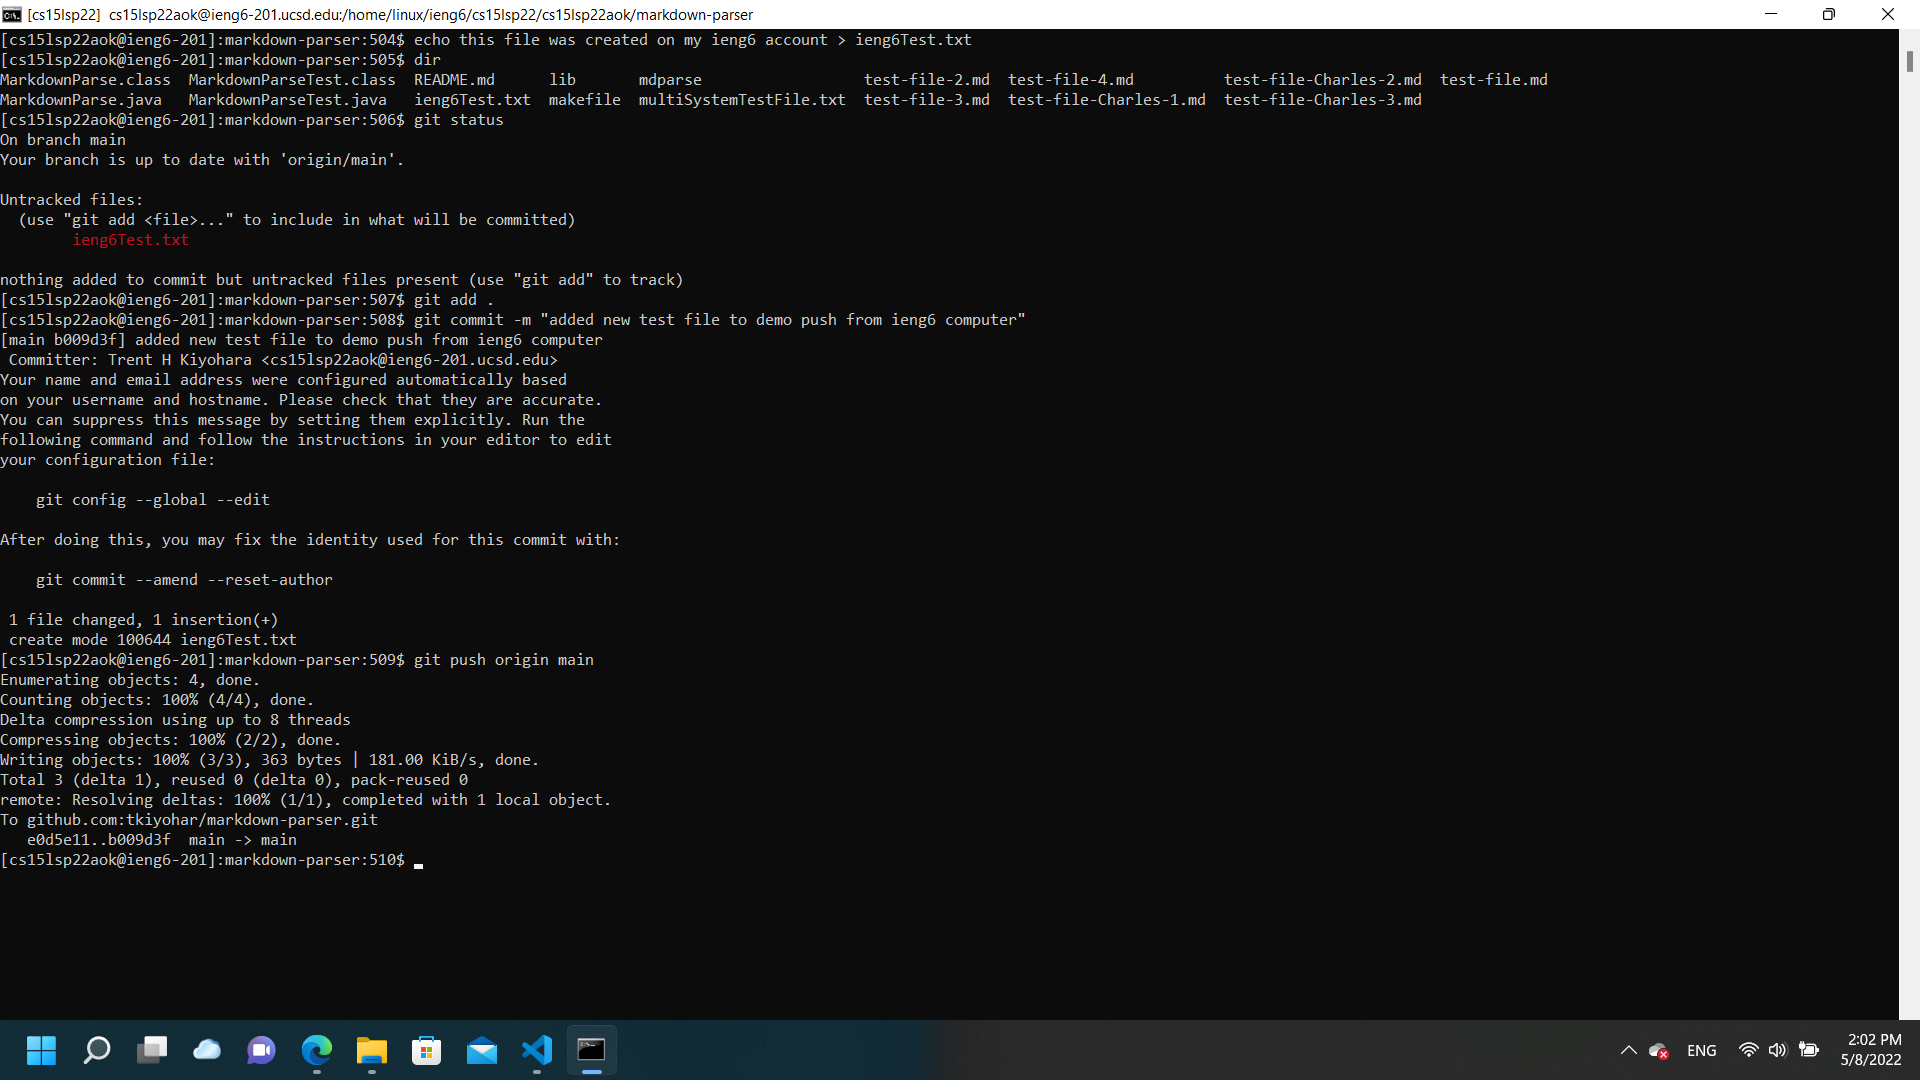 [cs15lsp22] cs15lsp22aok@ieng6-201.ucsd.edu:/home/linux/ieng6/cs15lsp22/cs15lsp22aok/markdown-parser
[cs15lsp22aok@ieng6-201]:markdown-parser:504$ echo this file was created on my ieng6 account > ieng6Test.txt
[cs15lsp22aok@ieng6-201]:markdown-parser:505$ dir
MarkdownParse.class  MarkdownParseTest.class  README.md      lib       mdparse                  test-file-2.md  test-file-4.md          test-file-Charles-2.md  test-file.md
MarkdownParse.java   MarkdownParseTest.java   ieng6Test.txt  makefile  multiSystemTestFile.txt  test-file-3.md  test-file-Charles-1.md  test-file-Charles-3.md
[cs15lsp22aok@ieng6-201]:markdown-parser:506$ git status
On branch main
Your branch is up to date with 'origin/main'.
Untracked files:
  (use "git add <file>..." to include in what will be committed)
        ieng6Test.txt
nothing added to commit but untracked files present (use "git add" to track)
[cs15lsp22aok@ieng6-201]:markdown-parser:507$ git add .
[cs15lsp22aok@ieng6-201]:markdown-parser:508$ git commit -m "added new test file to demo push from ieng6 computer"
[main b009d3f] added new test file to demo push from ieng6 computer
 Committer: Trent H Kiyohara <cs15lsp22aok@ieng6-201.ucsd.edu>
Your name and email address were configured automatically based
on your username and hostname. Please check that they are accurate.
You can suppress this message by setting them explicitly. Run the
following command and follow the instructions in your editor to edit
your configuration file:
    git config --global --edit
After doing this, you may fix the identity used for this commit with:
    git commit --amend --reset-author
 1 file changed, 1 insertion(+)
 create mode 100644 ieng6Test.txt
[cs15lsp22aok@ieng6-201]:markdown-parser:509$ git push origin main
Enumerating objects: 4, done.
Counting objects: 100% (4/4), done.
Delta compression using up to 8 threads
Compressing objects: 100% (2/2), done.
Writing objects: 100% (3/3), 363 bytes | 181.00 KiB/s, done.
Total 3 (delta 1), reused 0 (delta 0), pack-reused 0
remote: Resolving deltas: 100% (1/1), completed with 1 local object.
To github.com:tkiyohar/markdown-parser.git
   e0d5e11..b009d3f  main -> main
[cs15lsp22aok@ieng6-201]:markdown-parser:510$
ENG
2:02 PM
5/8/2022